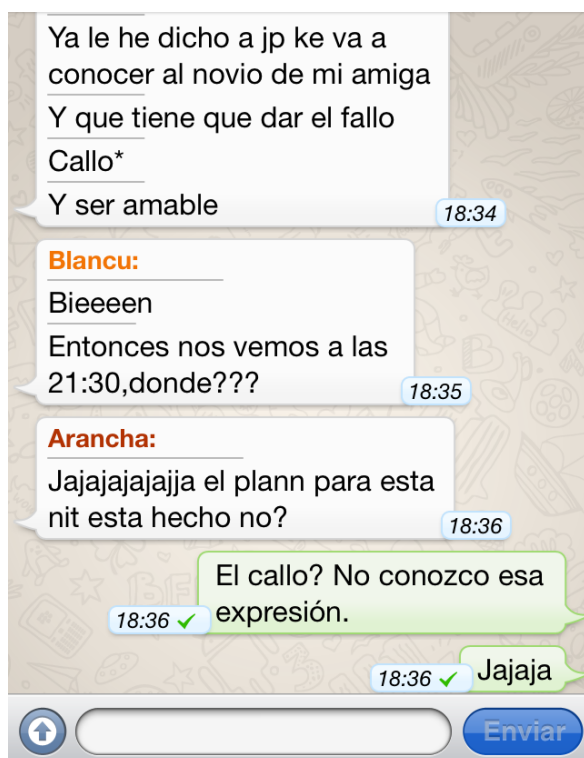 Ya le he dicho a jp ke va a
conocer al novio de mi amiga
Y que tiene que dar el fallo
Callo*
Y ser amable
18:34
Blancu:
Bieeeen
Entonces nos vemos a las
21:30,donde???
18:35
Arancha:
Jajajajajajja el plann para esta
nit esta hecho no?
18:36
El callo? No conozco esa
expresión.
18:36
Jajaja
18:36
Enviar